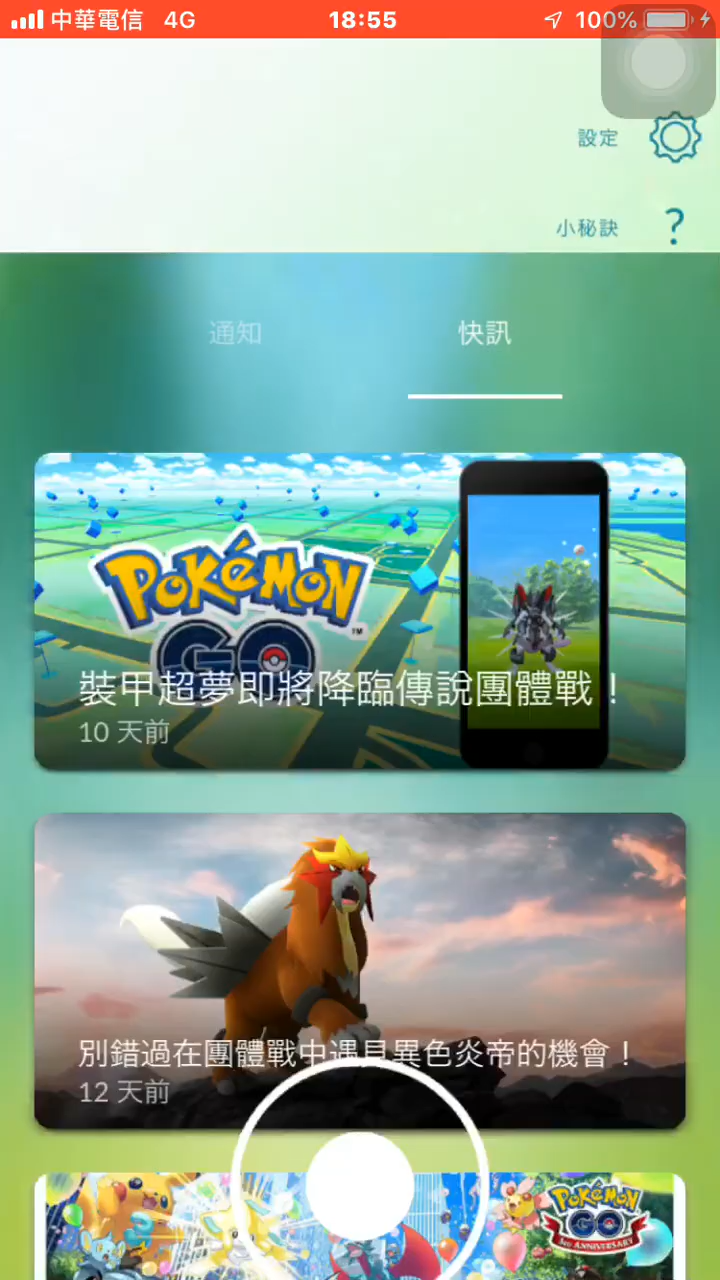 中華電信 4G 18:55 100%
設定
小秘訣 ?
通知 快訊
POKÉMON
GO
TM
裝甲超夢即將降臨傳說團體戰！
10 天前
別錯過在團體戰中遇見異色炎帝的機會！
12 天前
POKÉMON
GO
3RD ANNIVERSARY